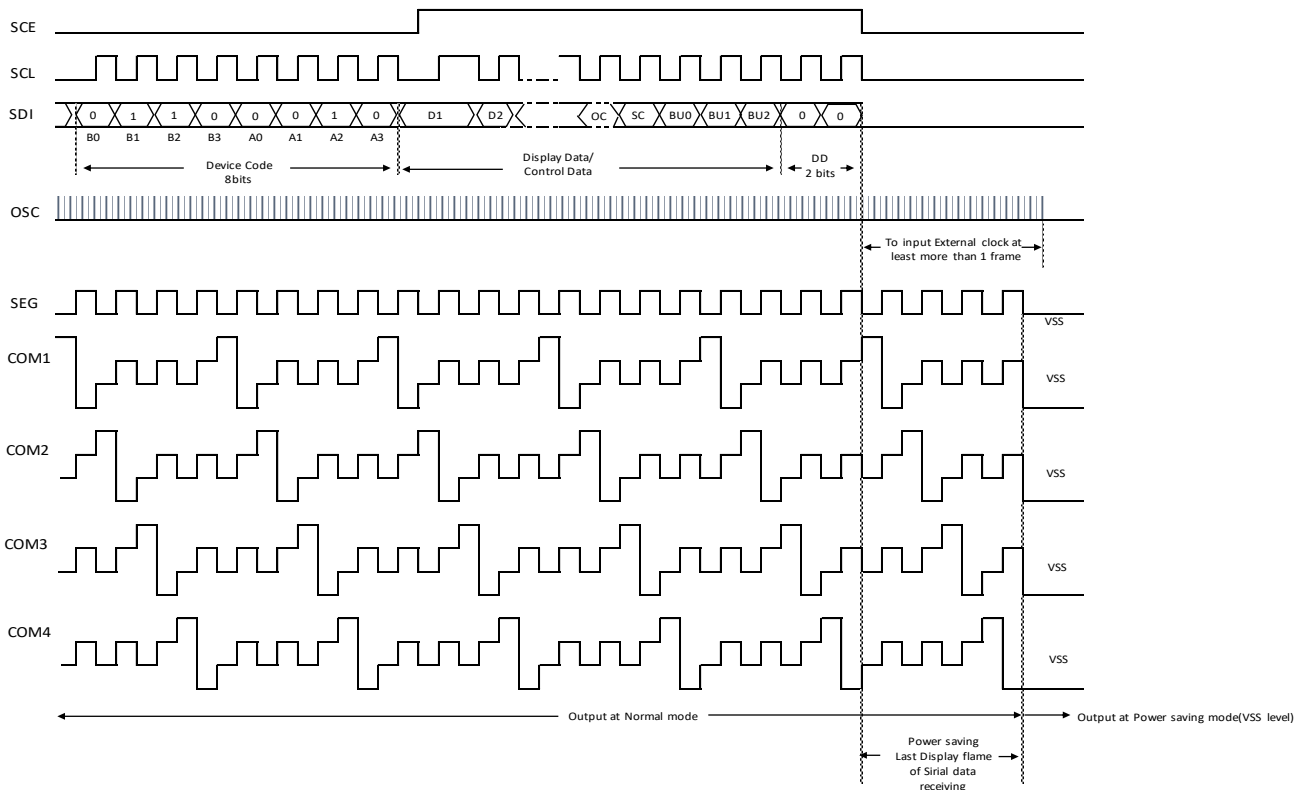 SCE
SCL
SDI
0 1 1 0 0 0 1 0 D1 D2 OC SC BU0 BU1 BU2 0 0
B0 B1 B2 B3 A0 A1 A2 A3
Device Code
8bits
Display Data/
Control Data
DD
2 bits
OSC
To input External clock at
least more than 1 frame
SEG
VSS
COM1
VSS
COM2
VSS
COM3
VSS
COM4
VSS
Output at Normal mode
Output at Power saving mode(VSS level)
Power saving
Last Display flame
of Sirial data
receiving